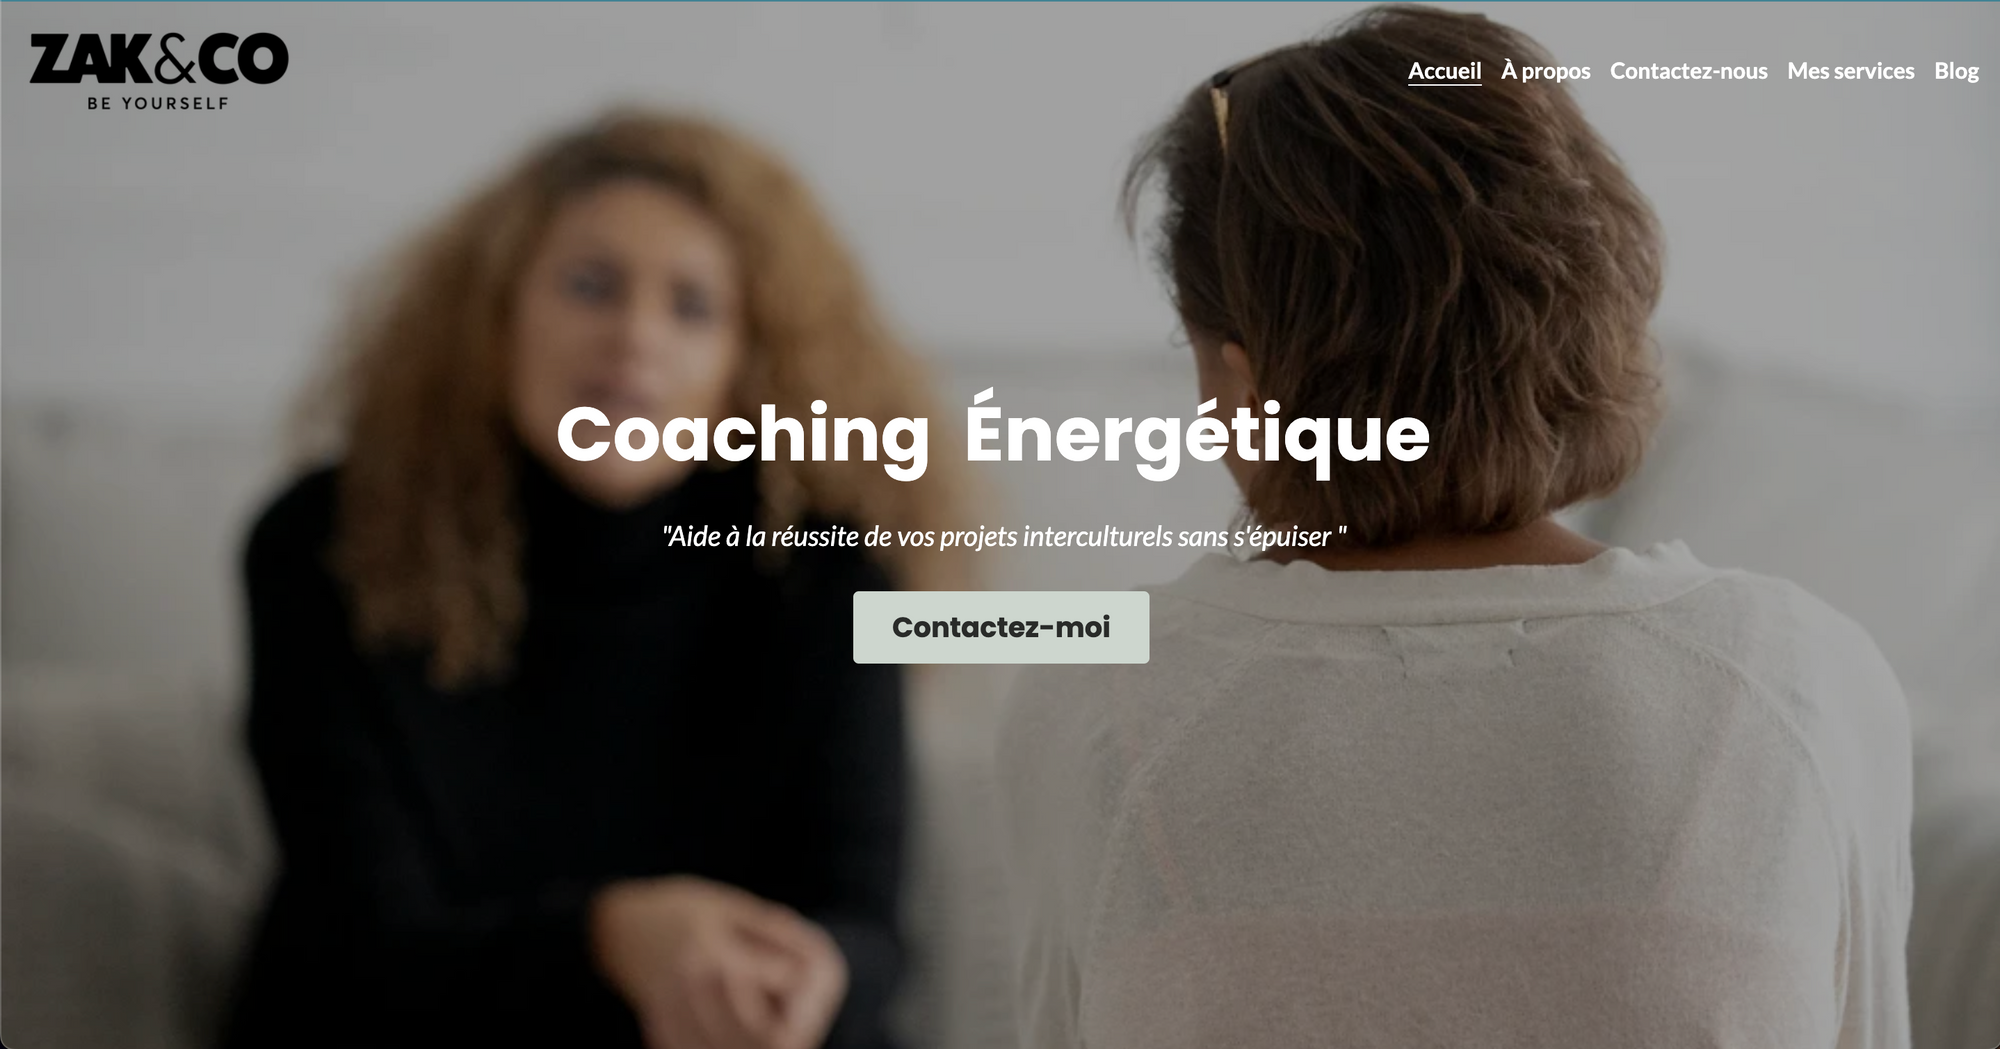 ZAK&CO
BE YOURSELF
Accueil À propos Contactez-nous Mes services Blog
Coaching Énergétique
"Aide à la réussite de vos projets interculturels sans s'épuiser "
Contactez-moi